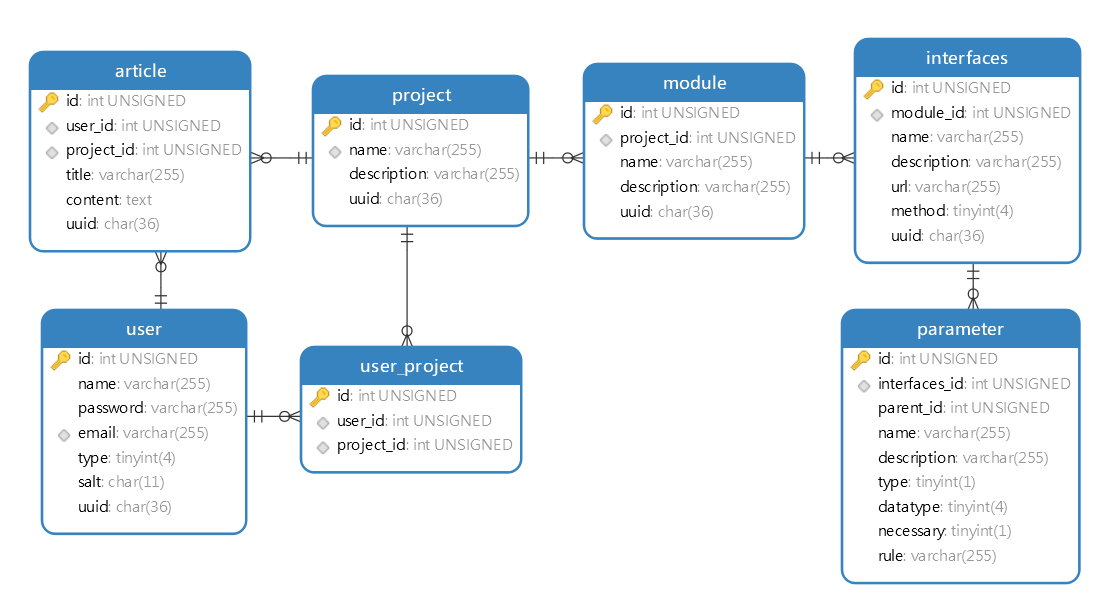 article
id: int UNSIGNED
user_id: int UNSIGNED
project_id: int UNSIGNED
title: varchar(255)
content: text
uuid: char(36)
project
id: int UNSIGNED
name: varchar(255)
description: varchar(255)
uuid: char(36)
module
id: int UNSIGNED
project_id: int UNSIGNED
name: varchar(255)
description: varchar(255)
uuid: char(36)
interfaces
id: int UNSIGNED
module_id: int UNSIGNED
name: varchar(255)
description: varchar(255)
url: varchar(255)
method: tinyint(4)
uuid: char(36)
user
id: int UNSIGNED
name: varchar(255)
password: varchar(255)
email: varchar(255)
type: tinyint(4)
salt: char(11)
uuid: char(36)
user_project
id: int UNSIGNED
user_id: int UNSIGNED
project_id: int UNSIGNED
parameter
id: int UNSIGNED
interfaces_id: int UNSIGNED
parent_id: int UNSIGNED
name: varchar(255)
description: varchar(255)
type: tinyint(1)
datatype: tinyint(4)
necessary: tinyint(1)
rule: varchar(255)